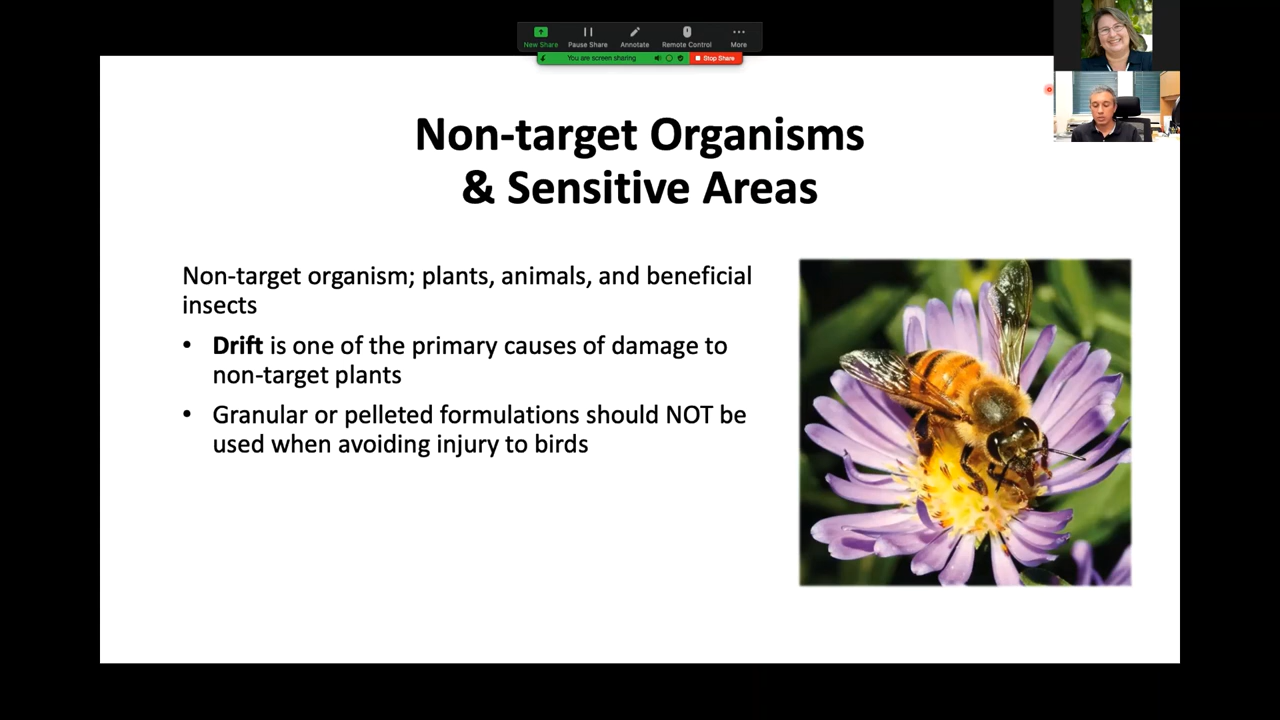 New Share Pause Share Annotate Remote Control More
You are screen sharing Stop Share
Non-target Organisms
& Sensitive Areas
Non-target organism; plants, animals, and beneficial
insects
• Drift is one of the primary causes of damage to
non-target plants
• Granular or pelleted formulations should NOT be
used when avoiding injury to birds